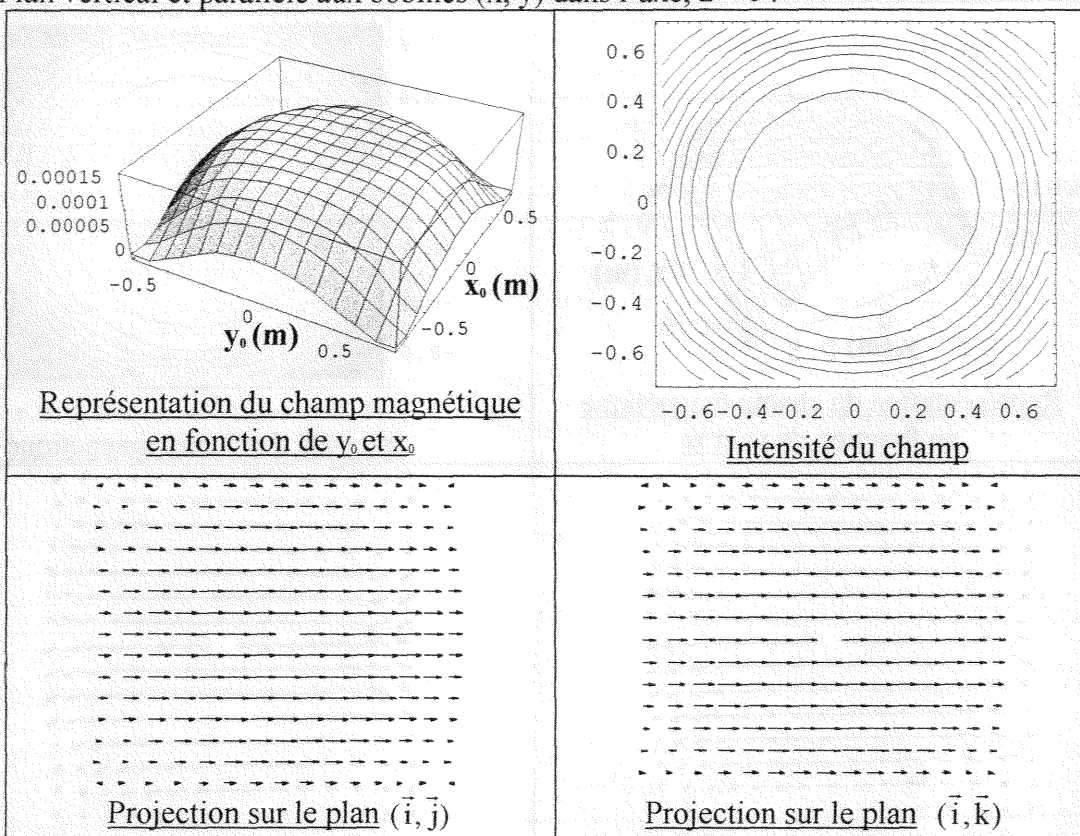 Plan vertical et parallèle aux bobines (x, y) dans l'axe, z = 0 :
0.00015
0.0001
0.00005
0
-0.5
0
0.5
y₀ (m)
0.5
0
-0.5
x₀ (m)
Représentation du champ magnétique
en fonction de y₀ et x₀
0.6
0.4
0.2
0
-0.2
-0.4
-0.6
-0.6-0.4-0.2 0 0.2 0.4 0.6
Intensité du champ
Projection sur le plan (i⃗, j⃗)
Projection sur le plan (i⃗, k⃗)